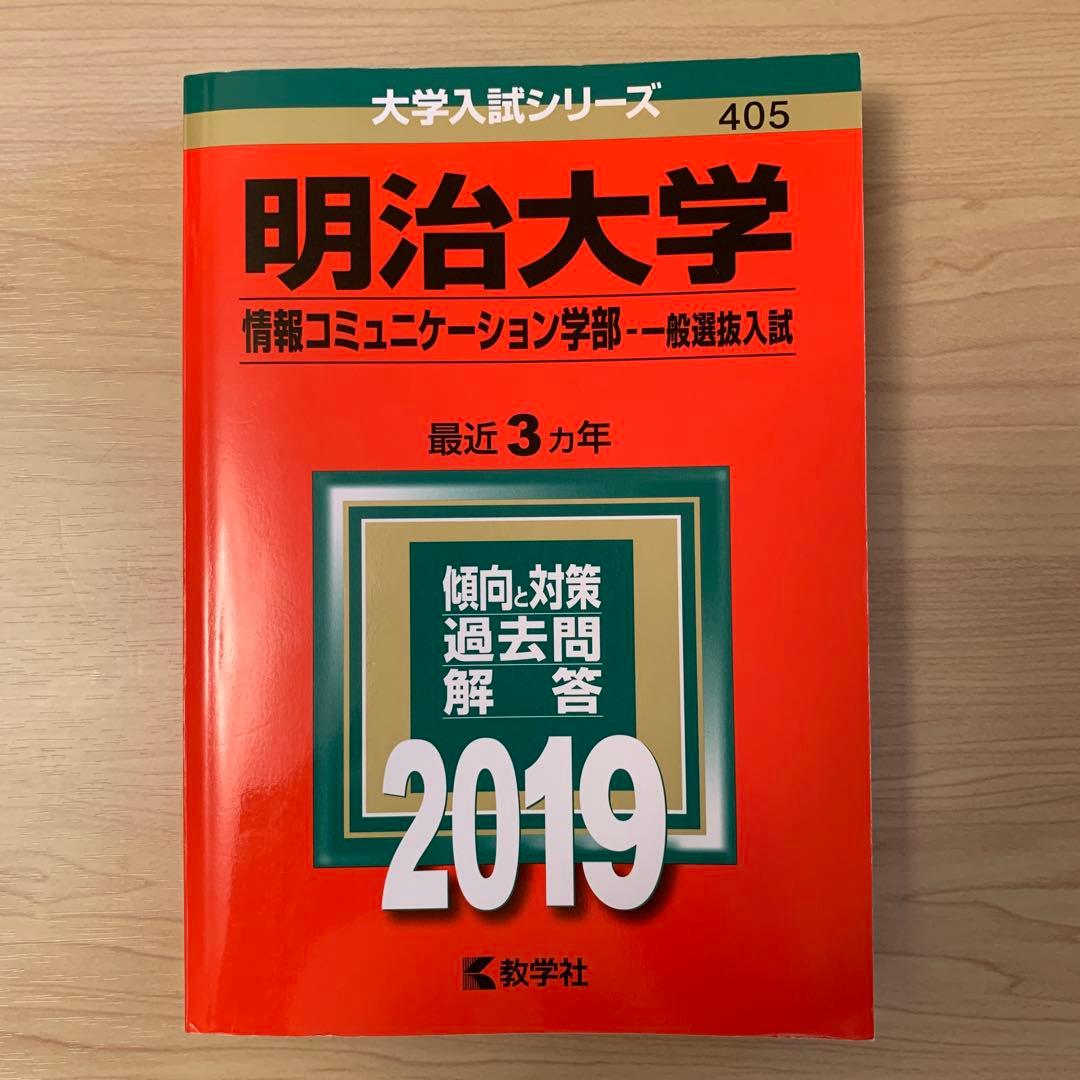 大学入試シリーズ
405
明治大学
情報コミュニケーション学部-一般選抜入試
最近3カ年
傾向と対策
過去問
解答
2019
教学社